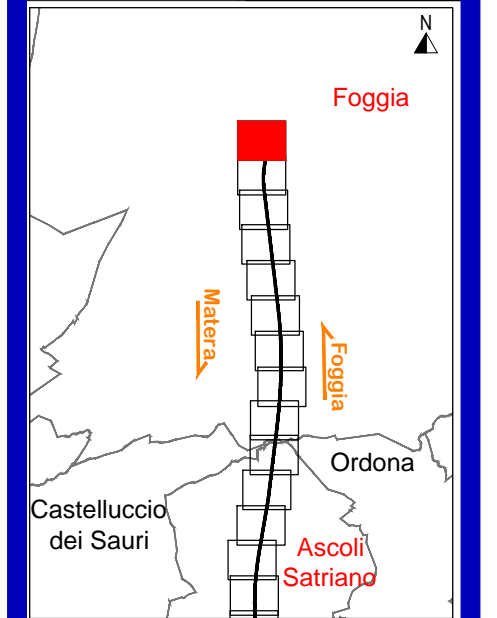 N
Foggia
Matera
Foggia
Ordona
Castelluccio
dei Sauri
Ascoli
Satriano